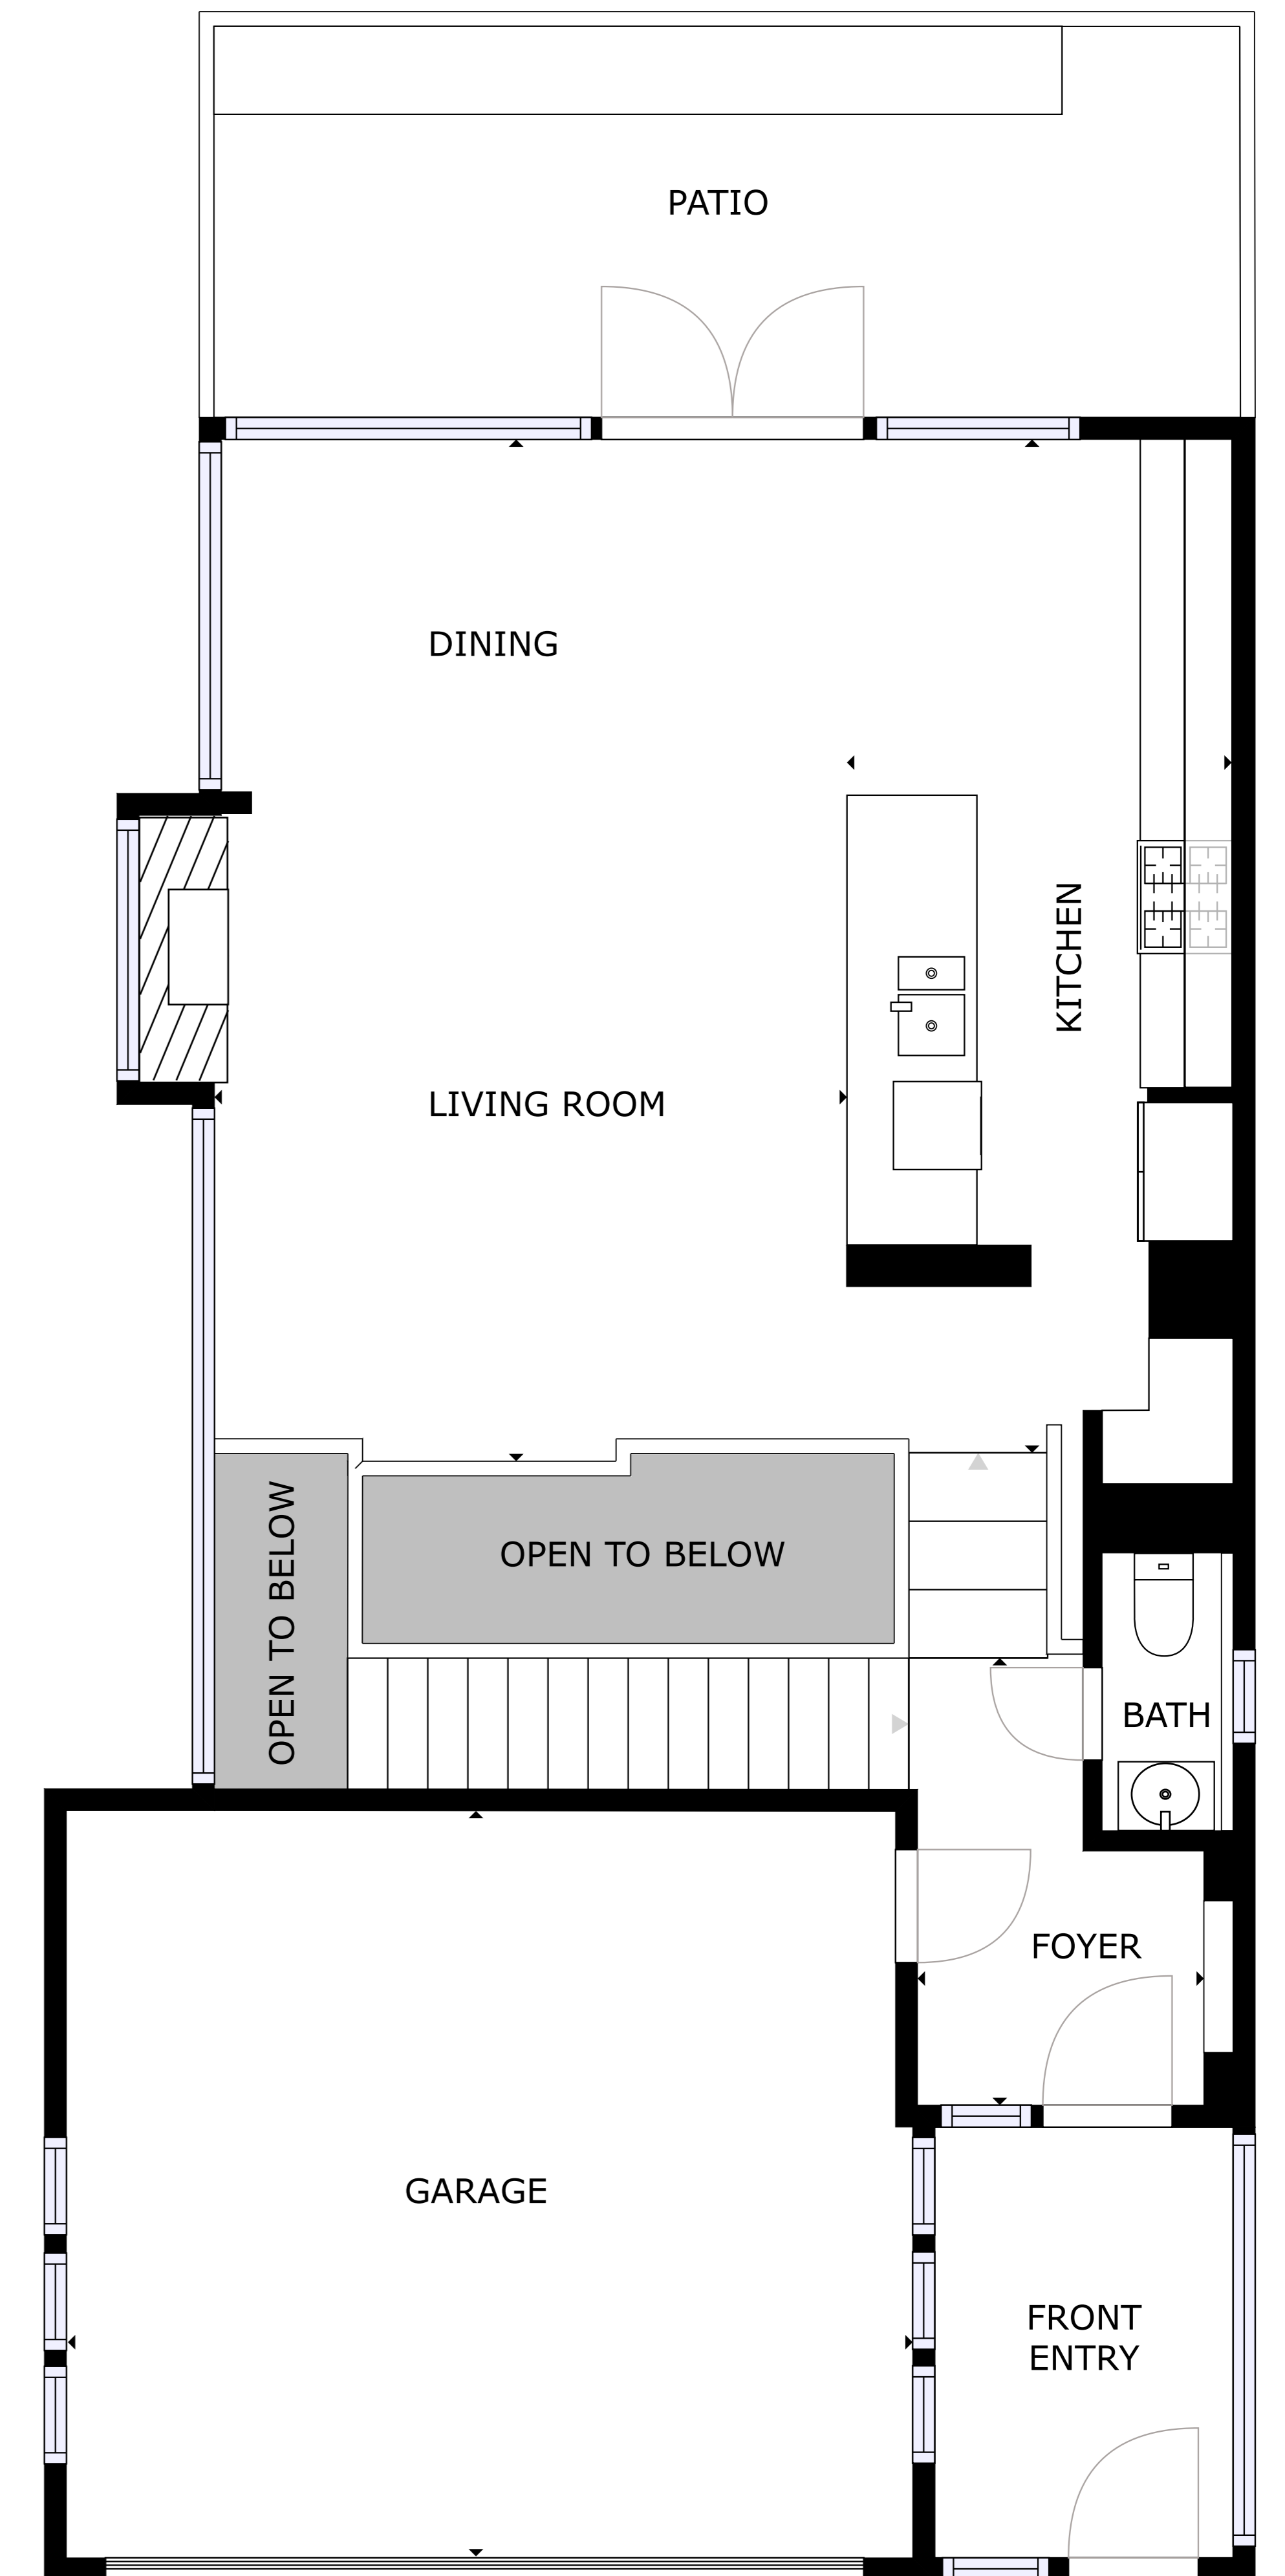 PATIO
DINING
KITCHEN
LIVING ROOM
OPEN TO BELOW
OPEN TO BELOW
BATH
FOYER
GARAGE
FRONT
ENTRY